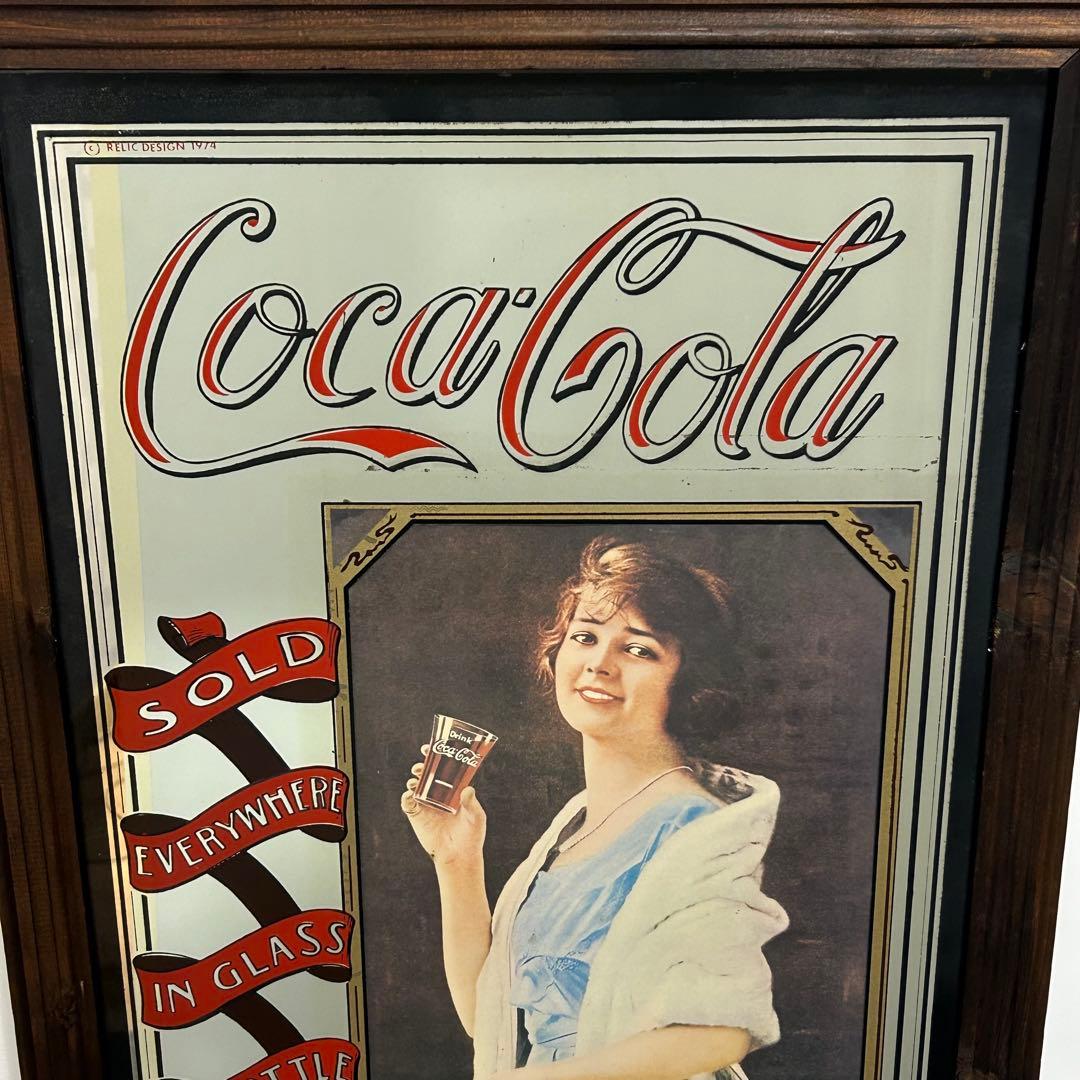 © RELIC DESIGN 1974
Coca-Cola
SOLD
EVERYWHERE
IN GLASS
Drink
Coca-Cola